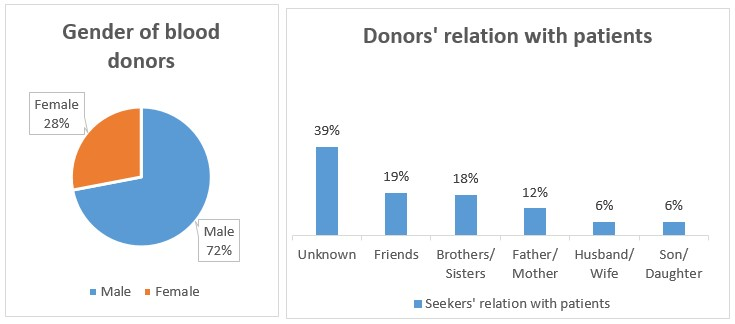 Gender of blood
donors
Female
28%
Male
72%
Male Female
Donors' relation with patients
39%
19%
18%
12%
6%
6%
Unknown
Friends
Brothers/
Sisters
Father/
Mother
Husband/
Wife
Son/
Daughter
Seekers' relation with patients